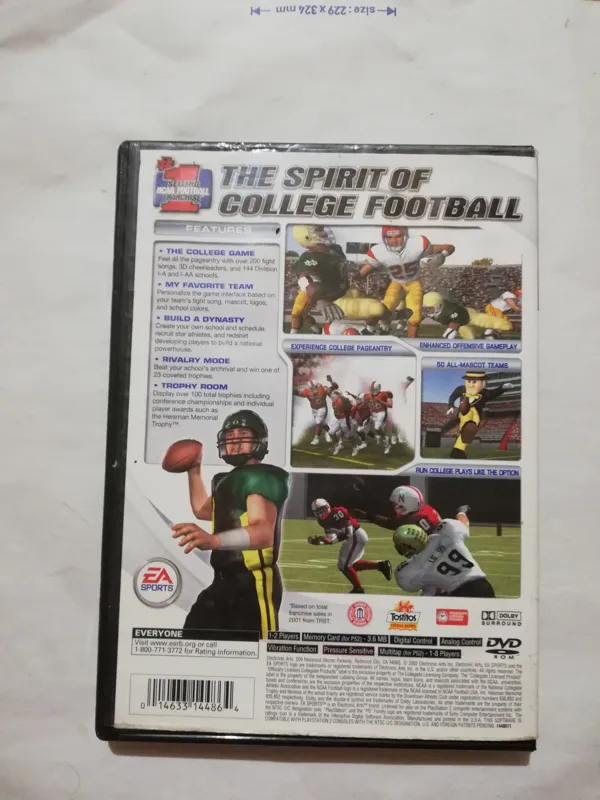 size : 229 x 324 mm
#1
SELLING
NCAA FOOTBALL
FRANCHISE
THE SPIRIT OF
COLLEGE FOOTBALL
FEATURES
• THE COLLEGE GAME
Feel all the pageantry with over 200 fight
songs, 3D cheerleaders, and 144 Division
I-A and I-AA schools.
• MY FAVORITE TEAM
Personalize the game interface based on
your team's fight song, mascot, logos,
and school colors.
• BUILD A DYNASTY
Create your own school and schedule,
recruit star athletes, and redshirt
developing players to build a national
powerhouse.
• RIVALRY MODE
Beat your school's archrival and win one of
23 coveted trophies.
• TROPHY ROOM
Display over 100 total trophies including
conference championships and individual
player awards such as
the Heisman Memorial
Trophy™.
25
EXPERIENCE COLLEGE PAGEANTRY
ENHANCED OFFENSIVE GAMEPLAY
50 ALL-MASCOT TEAMS
RUN COLLEGE PLAYS LIKE THE OPTION
30
N
99
EA
SPORTS
*Based on total
franchise sales in
2001 from TRST.
Tostitos
DOLBY
SURROUND
EVERYONE
Visit www.esrb.org or call
1-800-771-3772 for Rating information.
1-2 Players
Memory Card (for PS2) - 3.6 MB
Digital Control
Analog Control
Vibration Function
Pressure Sensitive
Multitap (for PS2) - 1-8 Players
DVD
ROM
0 14633 14486 4